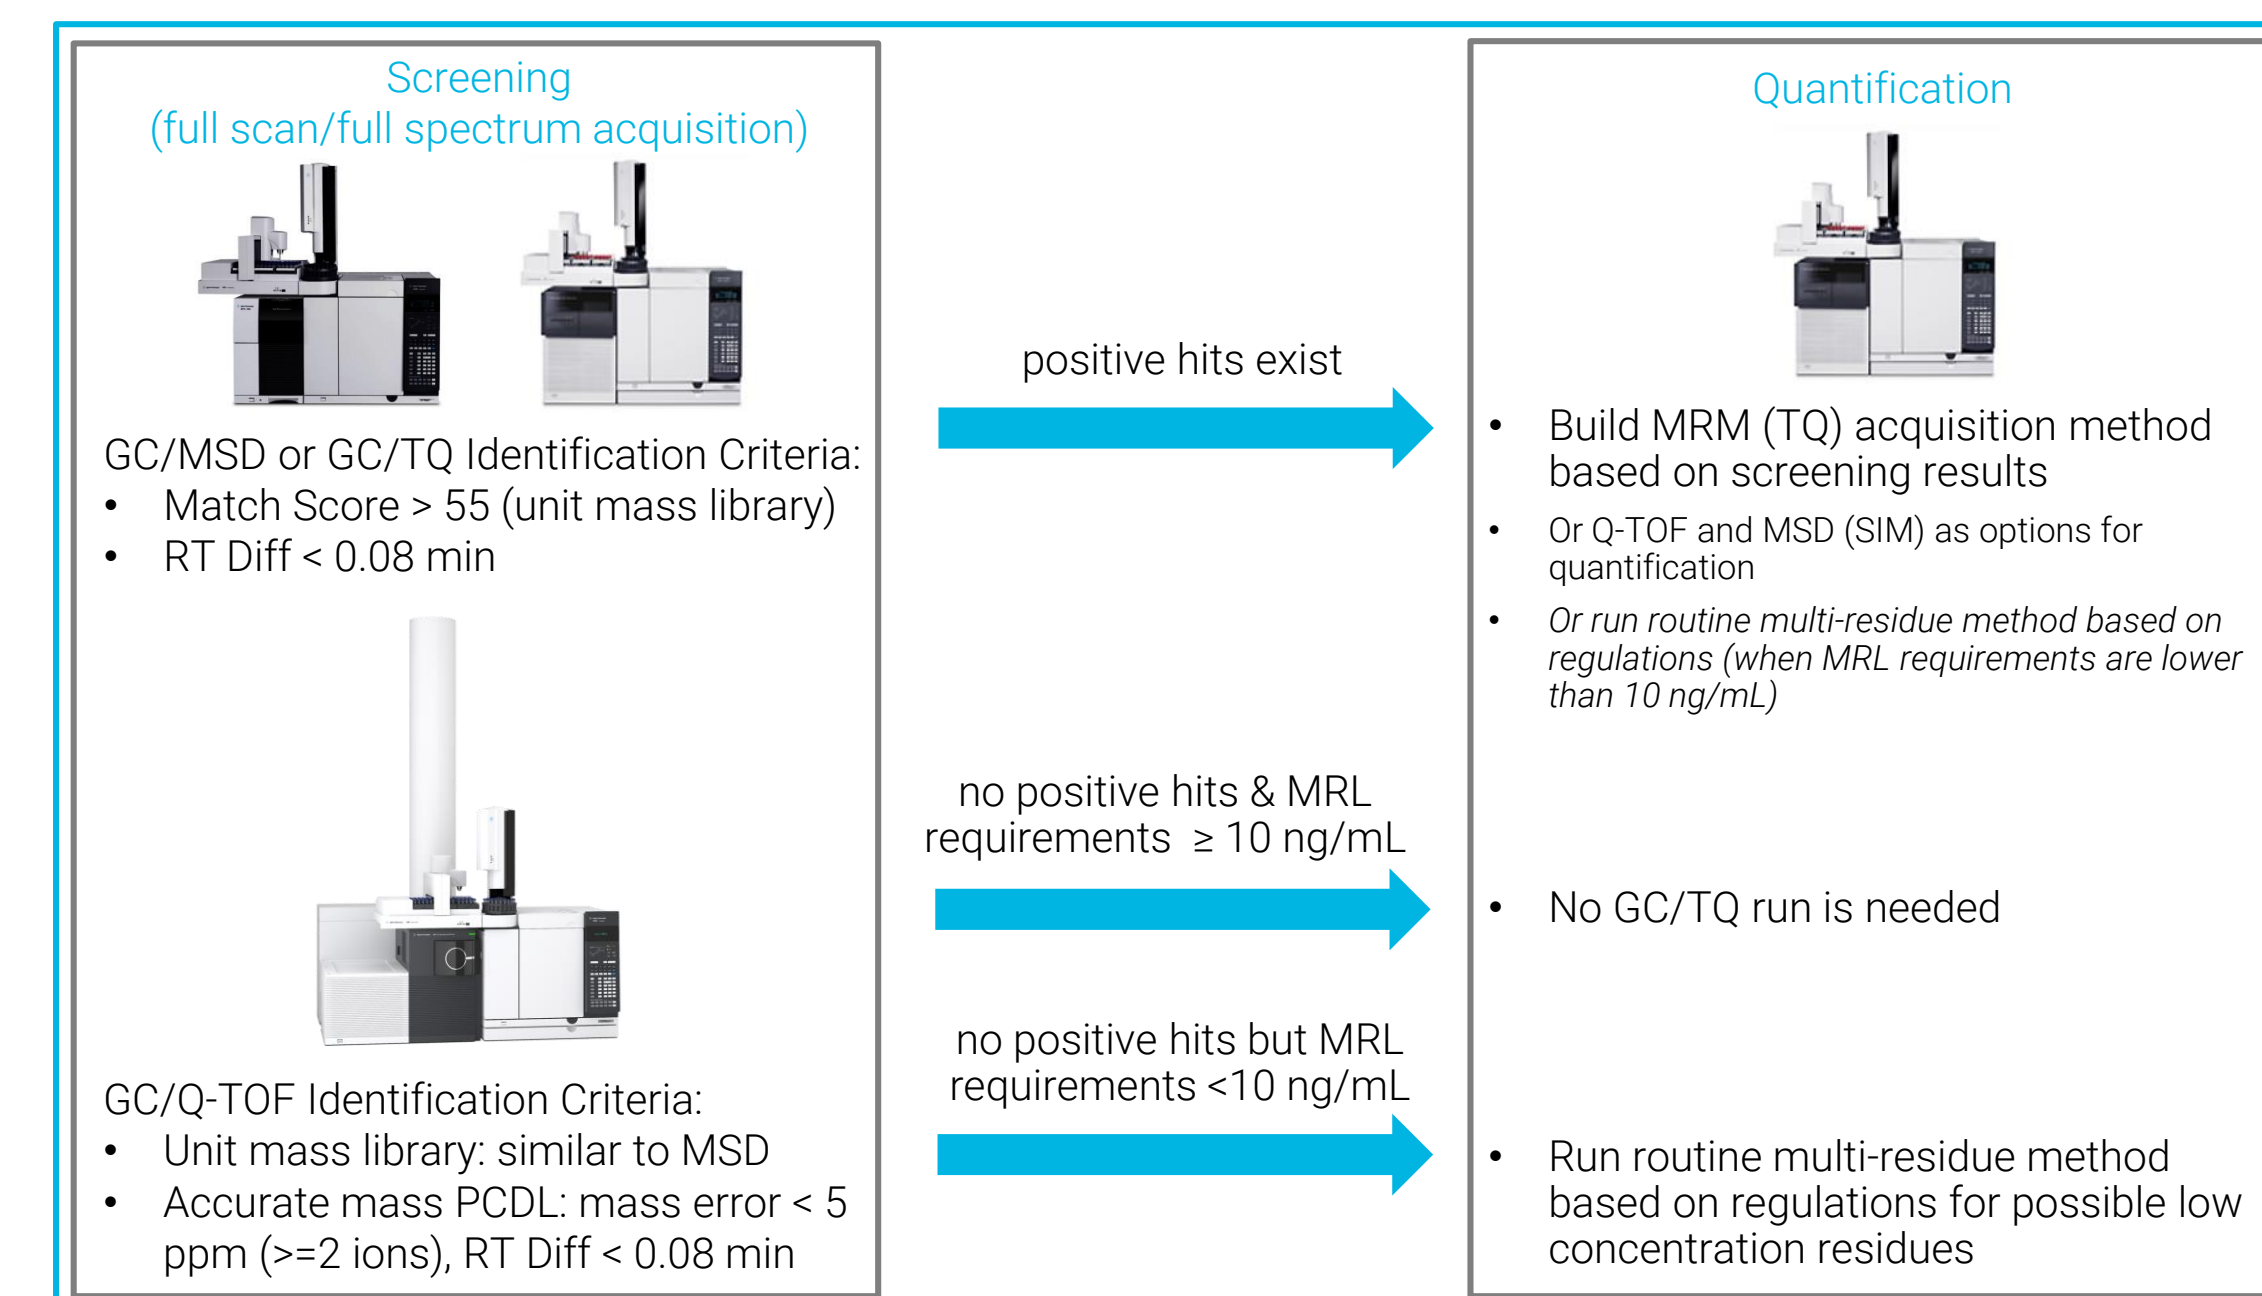 Screening
(full scan/full spectrum acquisition)
GC/MSD or GC/TQ Identification Criteria:
• Match Score > 55 (unit mass library)
• RT Diff < 0.08 min
GC/Q-TOF Identification Criteria:
• Unit mass library: similar to MSD
• Accurate mass PCDL: mass error < 5
ppm (>=2 ions), RT Diff < 0.08 min
positive hits exist
no positive hits & MRL
requirements ≥ 10 ng/mL
no positive hits but MRL
requirements <10 ng/mL
Quantification
• Build MRM (TQ) acquisition method
based on screening results
• Or Q-TOF and MSD (SIM) as options for
quantification
• Or run routine multi-residue method based on
regulations (when MRL requirements are lower
than 10 ng/mL)
• No GC/TQ run is needed
• Run routine multi-residue method
based on regulations for possible low
concentration residues